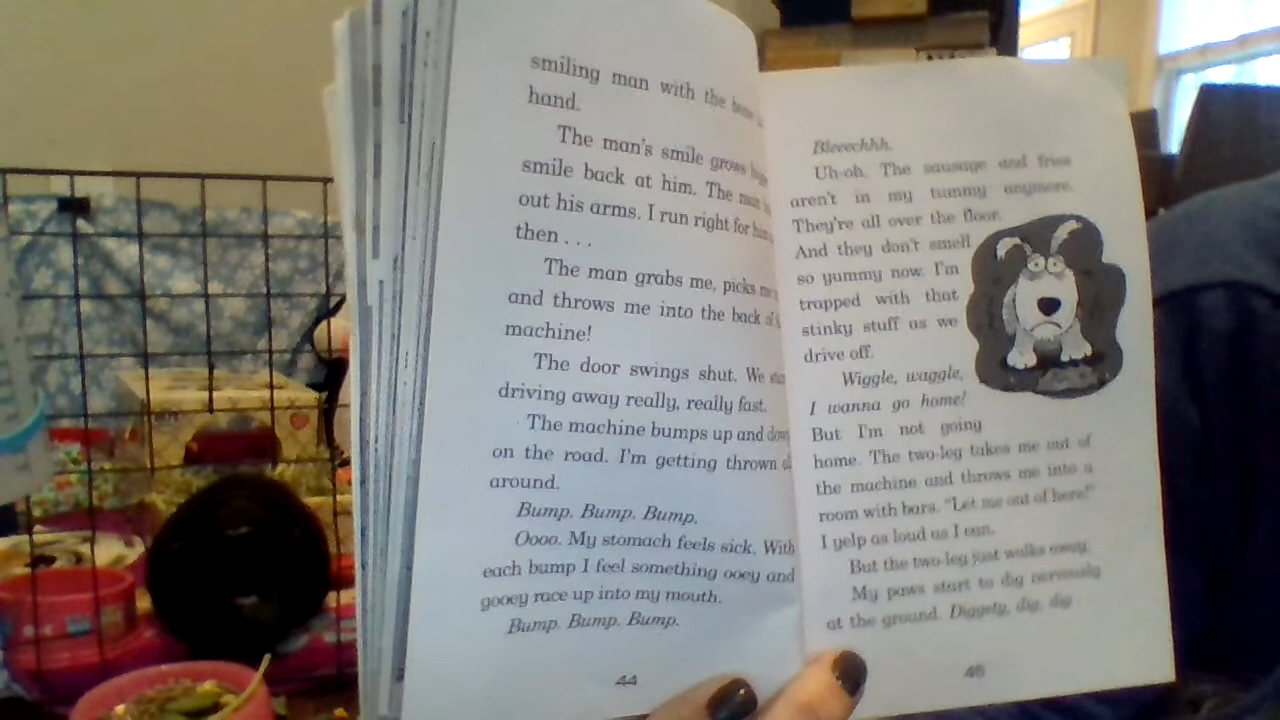 smiling man with the bone
hand.
The man's smile grows
smile back at him. The man
out his arms. I run right for him
then . . .
The man grabs me, picks me
and throws me into the back of
machine!
The door swings shut. We
driving away really, really fast.
The machine bumps up and down
on the road. I'm getting thrown
around.
Bump. Bump. Bump.
Oooo. My stomach feels sick. With
each bump I feel something ooey and
gooey race up into my mouth.
Bump. Bump. Bump.
44
Bleeechhh.
Uh-oh. The sausage and fries
aren't in my tummy anymore.
They're all over the floor.
And they don't smell
so yummy now. I'm
trapped with that
stinky stuff as we
drive off.
Wiggle, waggle,
I wanna go home!
But I'm not going
home. The two-leg takes me out of
the machine and throws me into a
room with bars. "Let me out of here!"
I yelp as loud as I can.
But the two-leg just walks away.
My paws start to dig nervously
at the ground. Diggety, dig, dig
45